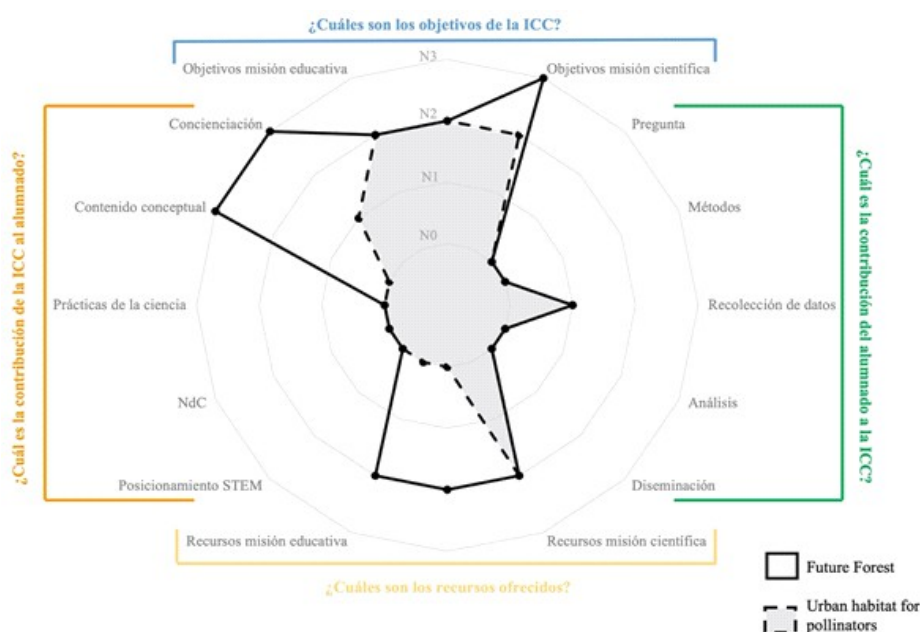 ¿Cuáles son los objetivos de la ICC?
N3
Objetivos misión educativa
Objetivos misión científica
Concienciación
N2
Pregunta
Contenido conceptual
N1
Métodos
N0
Prácticas de la ciencia
Recolección de datos
NdC
Análisis
Posicionamiento STEM
Diseminación
Recursos misión educativa
Recursos misión científica
¿Cuáles son los recursos ofrecidos?
¿Cuál es la contribución de la ICC al alumnado?
¿Cuál es la contribución del alumnado a la ICC?
Future Forest
Urban habitat for
pollinators